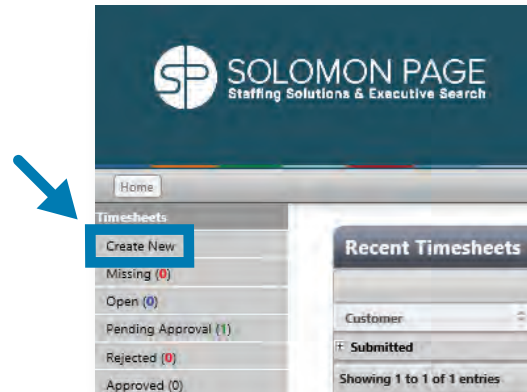 SP
SOLOMON PAGE
Staffing Solutions & Executive Search
Home
Timesheets
Create New
Missing (0)
Open (0)
Pending Approval (1)
Rejected (0)
Approved (0)
Recent Timesheets
Customer
Submitted
Showing 1 to 1 of 1 entries